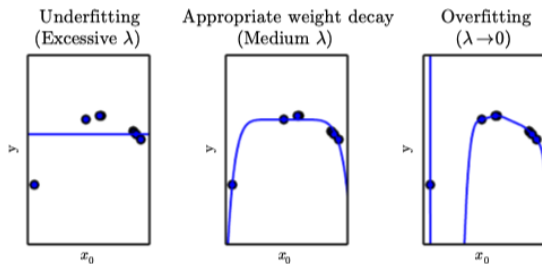 Underfitting
(Excessive λ)
Appropriate weight decay
(Medium λ)
Overfitting
(λ→0)
y
x₀
y
x₀
y
x₀